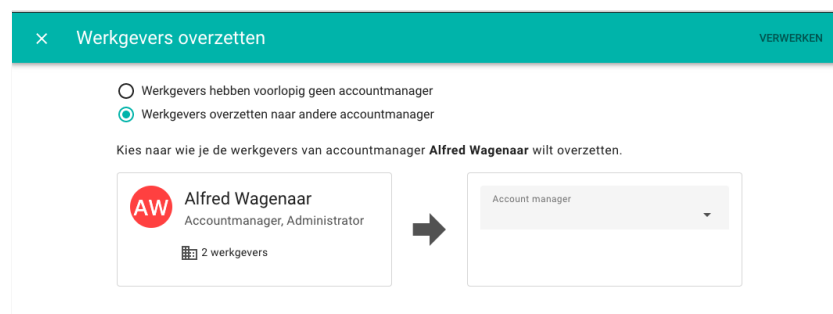 Werkgevers overzetten
VERWERKEN
Werkgevers hebben voorlopig geen accountmanager
Werkgevers overzetten naar andere accountmanager
Kies naar wie je de werkgevers van accountmanager Alfred Wagenaar wilt overzetten.
AW
Alfred Wagenaar
Accountmanager, Administrator
2 werkgevers
Account manager